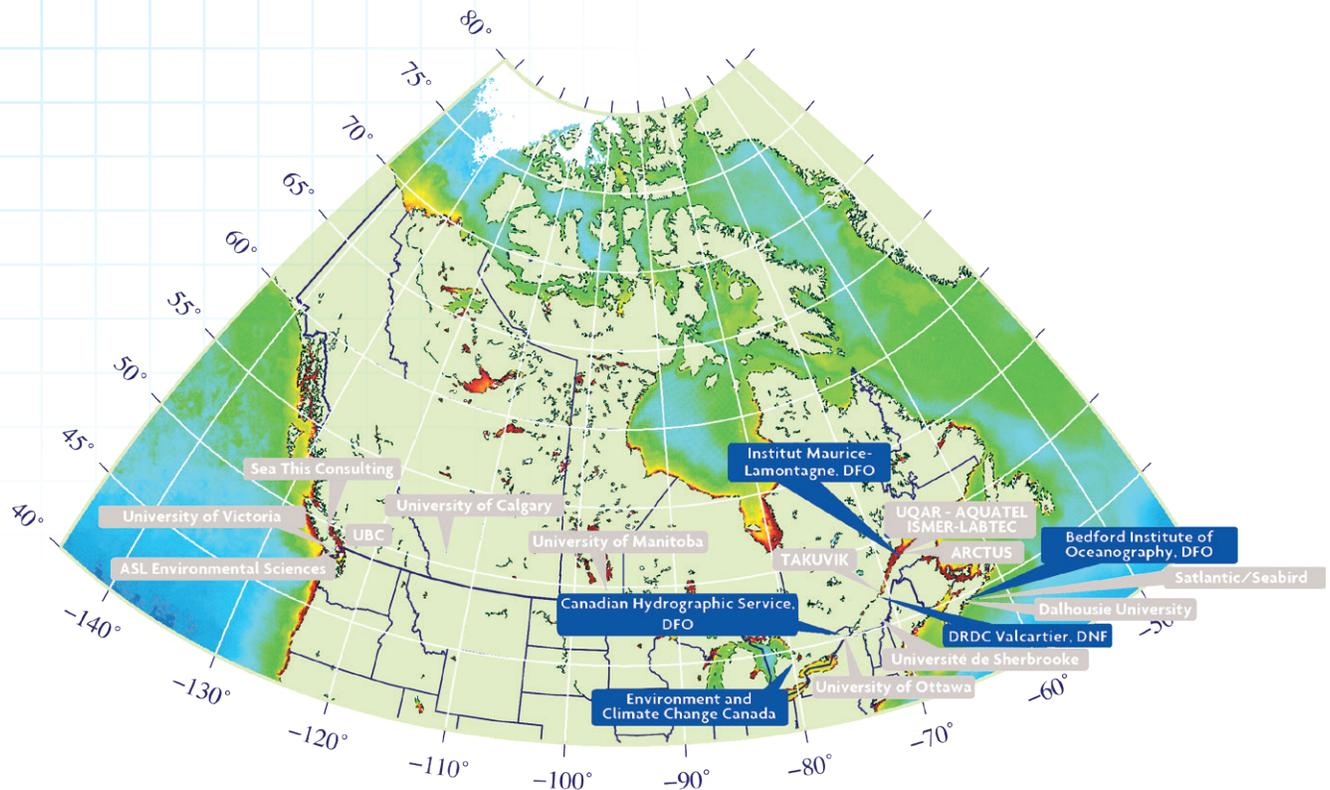 80°
75°
70°
65°
60°
55°
50°
45°
40°
Sea This Consulting
University of Victoria
UBC
ASL Environmental Sciences
University of Calgary
University of Manitoba
Institut Maurice-
Lamontagne, DFO
UQAR - AQUATEL
ISMER-LABTEC
ARCTUS
TAKUVIK
Bedford Institute of
Oceanography, DFO
Satlantic/Seabird
Dalhousie University
DRDC Valcartier, DNF
Canadian Hydrographic Service,
DFO
Université de Sherbrooke
University of Ottawa
Environment and
Climate Change Canada
−140°
−130°
−120°
−110°
−100°
−90°
−80°
−70°
−60°
−50